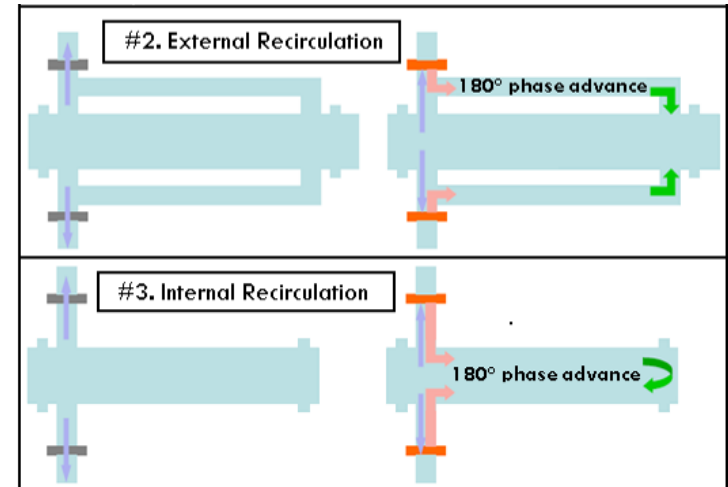 #2. External Recirculation
180° phase advance
#3. Internal Recirculation
180° phase advance